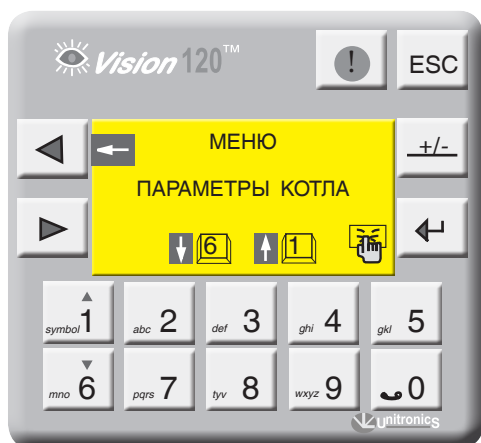 Vision 120™
! ESC
МЕНЮ
+/-
ПАРАМЕТРЫ КОТЛА
6 1
symbol 1 abc 2 def 3 ghi 4 gkl 5
mno 6 pqrs 7 tyv 8 wxyz 9 0
Unitronics